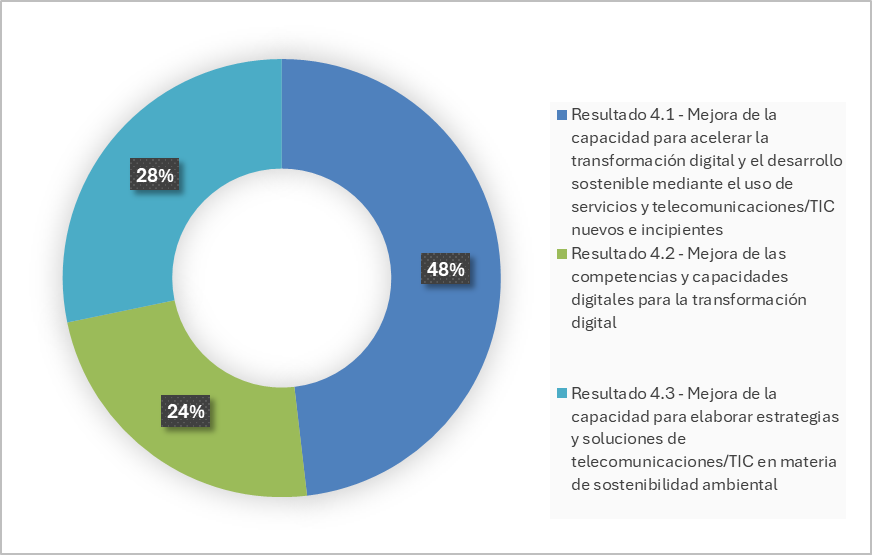 28%
48%
24%
Resultado 4.1 - Mejora de la
capacidad para acelerar la
transformación digital y el desarrollo
sostenible mediante el uso de
servicios y telecomunicaciones/TIC
nuevos e incipientes
Resultado 4.2 - Mejora de las
competencias y capacidades
digitales para la transformación
digital
Resultado 4.3 - Mejora de la
capacidad para elaborar estrategias
y soluciones de
telecomunicaciones/TIC en materia
de sostenibilidad ambiental